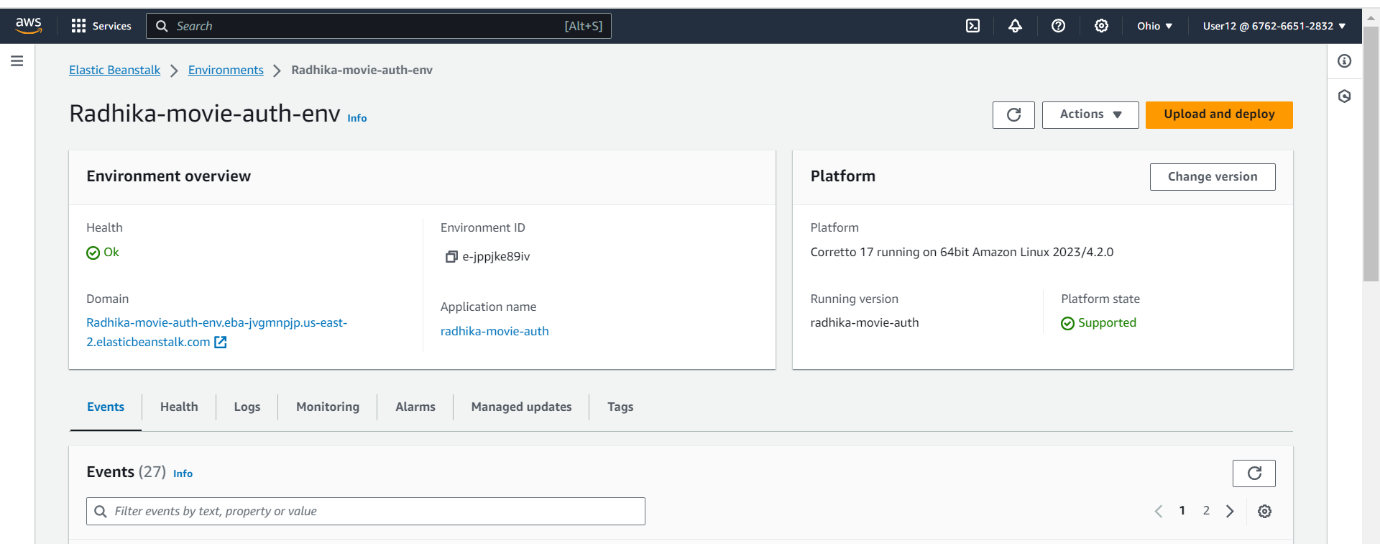 aws Services Search [Alt+S] Ohio ▼ User12 @ 6762-6651-2832 ▼
Elastic Beanstalk > Environments > Radhika-movie-auth-env
Radhika-movie-auth-env Info Actions ▼ Upload and deploy
Environment overview
Health
Ok
Domain
Radhika-movie-auth-env.eba-jvgmnpjp.us-east-
2.elasticbeanstalk.com
Environment ID
e-jppjke89iv
Application name
radhika-movie-auth
Platform Change version
Platform
Corretto 17 running on 64bit Amazon Linux 2023/4.2.0
Running version
radhika-movie-auth
Platform state
Supported
Events Health Logs Monitoring Alarms Managed updates Tags
Events (27) Info
Filter events by text, property or value
1 2